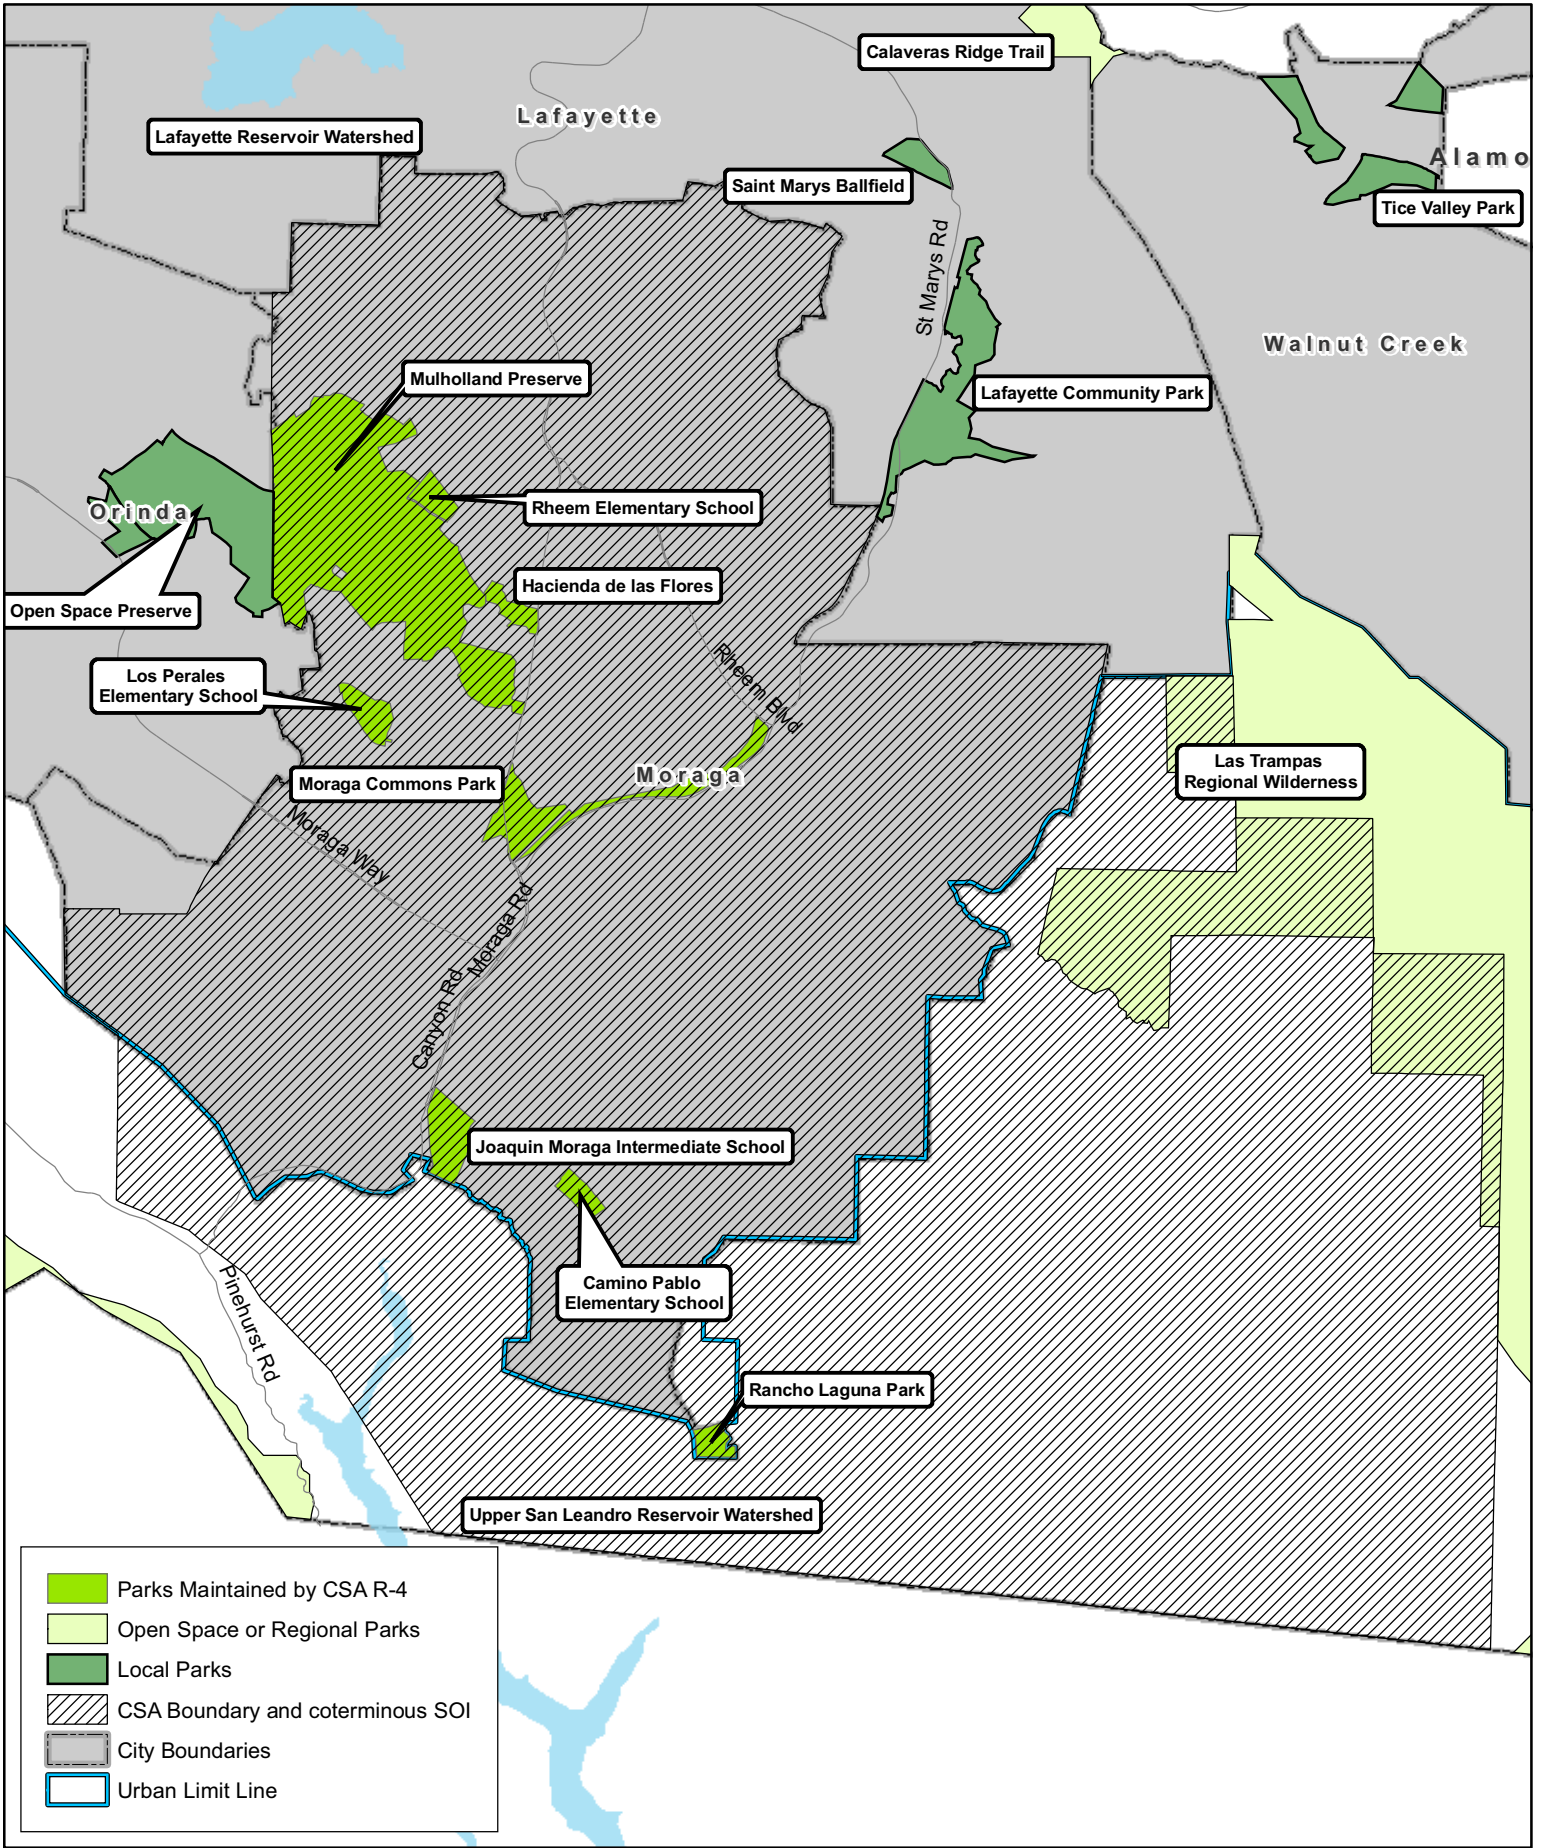 Calaveras Ridge Trail
Lafayette
Lafayette Reservoir Watershed
Alamo
Saint Marys Ballfield
Tice Valley Park
St Marys Rd
Walnut Creek
Mulholland Preserve
Lafayette Community Park
Orinda
Rheem Elementary School
Hacienda de las Flores
Open Space Preserve
Los Perales
Elementary School
Rheem Blvd
Moraga
Las Trampas
Regional Wilderness
Moraga Commons Park
Moraga Way
Moraga Rd
Canyon Rd
Joaquin Moraga Intermediate School
Camino Pablo
Elementary School
Pinehurst Rd
Rancho Laguna Park
Upper San Leandro Reservoir Watershed
Parks Maintained by CSA R-4
Open Space or Regional Parks
Local Parks
CSA Boundary and coterminous SOI
City Boundaries
Urban Limit Line